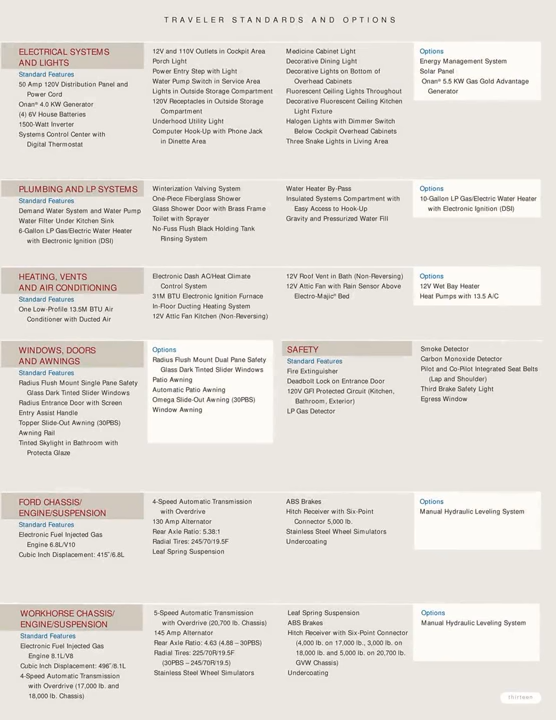 TRAVELER STANDARDS AND OPTIONS
ELECTRICAL SYSTEMS
AND LIGHTS
Standard Features
50 Amp 120V Distribution Panel and
Power Cord
Onan® 4.0 KW Generator
(4) 6V House Batteries
1500-Watt Inverter
Systems Control Center with
Digital Thermostat
12V and 110V Outlets in Cockpit Area
Porch Light
Power Entry Step with Light
Water Pump Switch in Service Area
Lights in Outside Storage Compartment
120V Receptacles in Outside Storage
Compartment
Underhood Utility Light
Computer Hook-Up with Phone Jack
in Dinette Area
Medicine Cabinet Light
Decorative Dining Light
Decorative Lights on Bottom of
Overhead Cabinets
Fluorescent Ceiling Lights Throughout
Decorative Fluorescent Ceiling Kitchen
Light Fixture
Halogen Lights with Dimmer Switch
Below Cockpit Overhead Cabinets
Three Snake Lights in Living Area
Options
Energy Management System
Solar Panel
Onan® 5.5 KW Gas Gold Advantage
Generator
PLUMBING AND LP SYSTEMS
Standard Features
Demand Water System and Water Pump
Water Filter Under Kitchen Sink
6-Gallon LP Gas/Electric Water Heater
with Electronic Ignition (DSI)
Winterization Valving System
One-Piece Fiberglass Shower
Glass Shower Door with Brass Frame
Toilet with Sprayer
No-Fuss Flush Black Holding Tank
Rinsing System
Water Heater By-Pass
Insulated Systems Compartment with
Easy Access to Hook-Up
Gravity and Pressurized Water Fill
Options
10-Gallon LP Gas/Electric Water Heater
with Electronic Ignition (DSI)
HEATING, VENTS
AND AIR CONDITIONING
Standard Features
One Low-Profile 13.5M BTU Air
Conditioner with Ducted Air
Electronic Dash AC/Heat Climate
Control System
31M BTU Electronic Ignition Furnace
In-Floor Ducting Heating System
12V Attic Fan Kitchen (Non-Reversing)
12V Roof Vent in Bath (Non-Reversing)
12V Attic Fan with Rain Sensor Above
Electro-Majic® Bed
Options
12V Wet Bay Heater
Heat Pumps with 13.5 A/C
WINDOWS, DOORS
AND AWNINGS
Standard Features
Radius Flush Mount Single Pane Safety
Glass Dark Tinted Slider Windows
Radius Entrance Door with Screen
Entry Assist Handle
Topper Slide-Out Awning (30PBS)
Awning Rail
Tinted Skylight in Bathroom with
Protecta Glaze
Options
Radius Flush Mount Dual Pane Safety
Glass Dark Tinted Slider Windows
Patio Awning
Automatic Patio Awning
Omega Slide-Out Awning (30PBS)
Window Awning
SAFETY
Standard Features
Fire Extinguisher
Deadbolt Lock on Entrance Door
120V GFI Protected Circuit (Kitchen,
Bathroom, Exterior)
LP Gas Detector
Smoke Detector
Carbon Monoxide Detector
Pilot and Co-Pilot Integrated Seat Belts
(Lap and Shoulder)
Third Brake Safety Light
Egress Window
FORD CHASSIS/
ENGINE/SUSPENSION
Standard Features
Electronic Fuel Injected Gas
Engine 6.8L/V10
Cubic Inch Displacement: 415"/6.8L
4-Speed Automatic Transmission
with Overdrive
130 Amp Alternator
Rear Axle Ratio: 5.38:1
Radial Tires: 245/70/19.5F
Leaf Spring Suspension
ABS Brakes
Hitch Receiver with Six-Point
Connector 5,000 lb.
Stainless Steel Wheel Simulators
Undercoating
Options
Manual Hydraulic Leveling System
WORKHORSE CHASSIS/
ENGINE/SUSPENSION
Standard Features
Electronic Fuel Injected Gas
Engine 8.1L/V8
Cubic Inch Displacement: 496"/8.1L
4-Speed Automatic Transmission
with Overdrive (17,000 lb. and
18,000 lb. Chassis)
5-Speed Automatic Transmission
with Overdrive (20,700 lb. Chassis)
145 Amp Alternator
Rear Axle Ratio: 4.63 (4.88 – 30PBS)
Radial Tires: 225/70R/19.5F
(30PBS – 245/70R/19.5)
Stainless Steel Wheel Simulators
Leaf Spring Suspension
ABS Brakes
Hitch Receiver with Six-Point Connector
(4,000 lb. on 17,000 lb., 3,000 lb. on
18,000 lb. and 5,000 lb. on 20,700 lb.
GVW Chassis)
Undercoating
Options
Manual Hydraulic Leveling System
thirteen